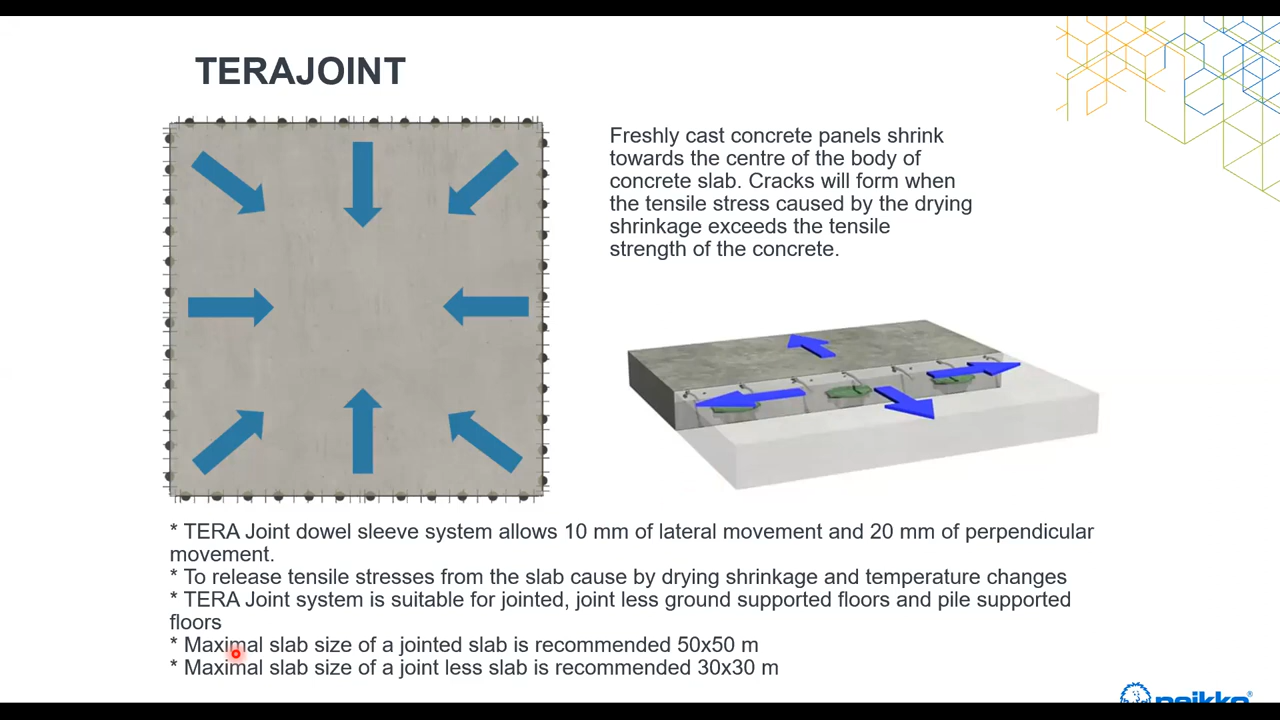 TERAJOINT
Freshly cast concrete panels shrink
towards the centre of the body of
concrete slab. Cracks will form when
the tensile stress caused by the drying
shrinkage exceeds the tensile
strength of the concrete.
* TERA Joint dowel sleeve system allows 10 mm of lateral movement and 20 mm of perpendicular
movement.
* To release tensile stresses from the slab cause by drying shrinkage and temperature changes
* TERA Joint system is suitable for jointed, joint less ground supported floors and pile supported
floors
* Maximal slab size of a jointed slab is recommended 50x50 m
* Maximal slab size of a joint less slab is recommended 30x30 m
peikko®